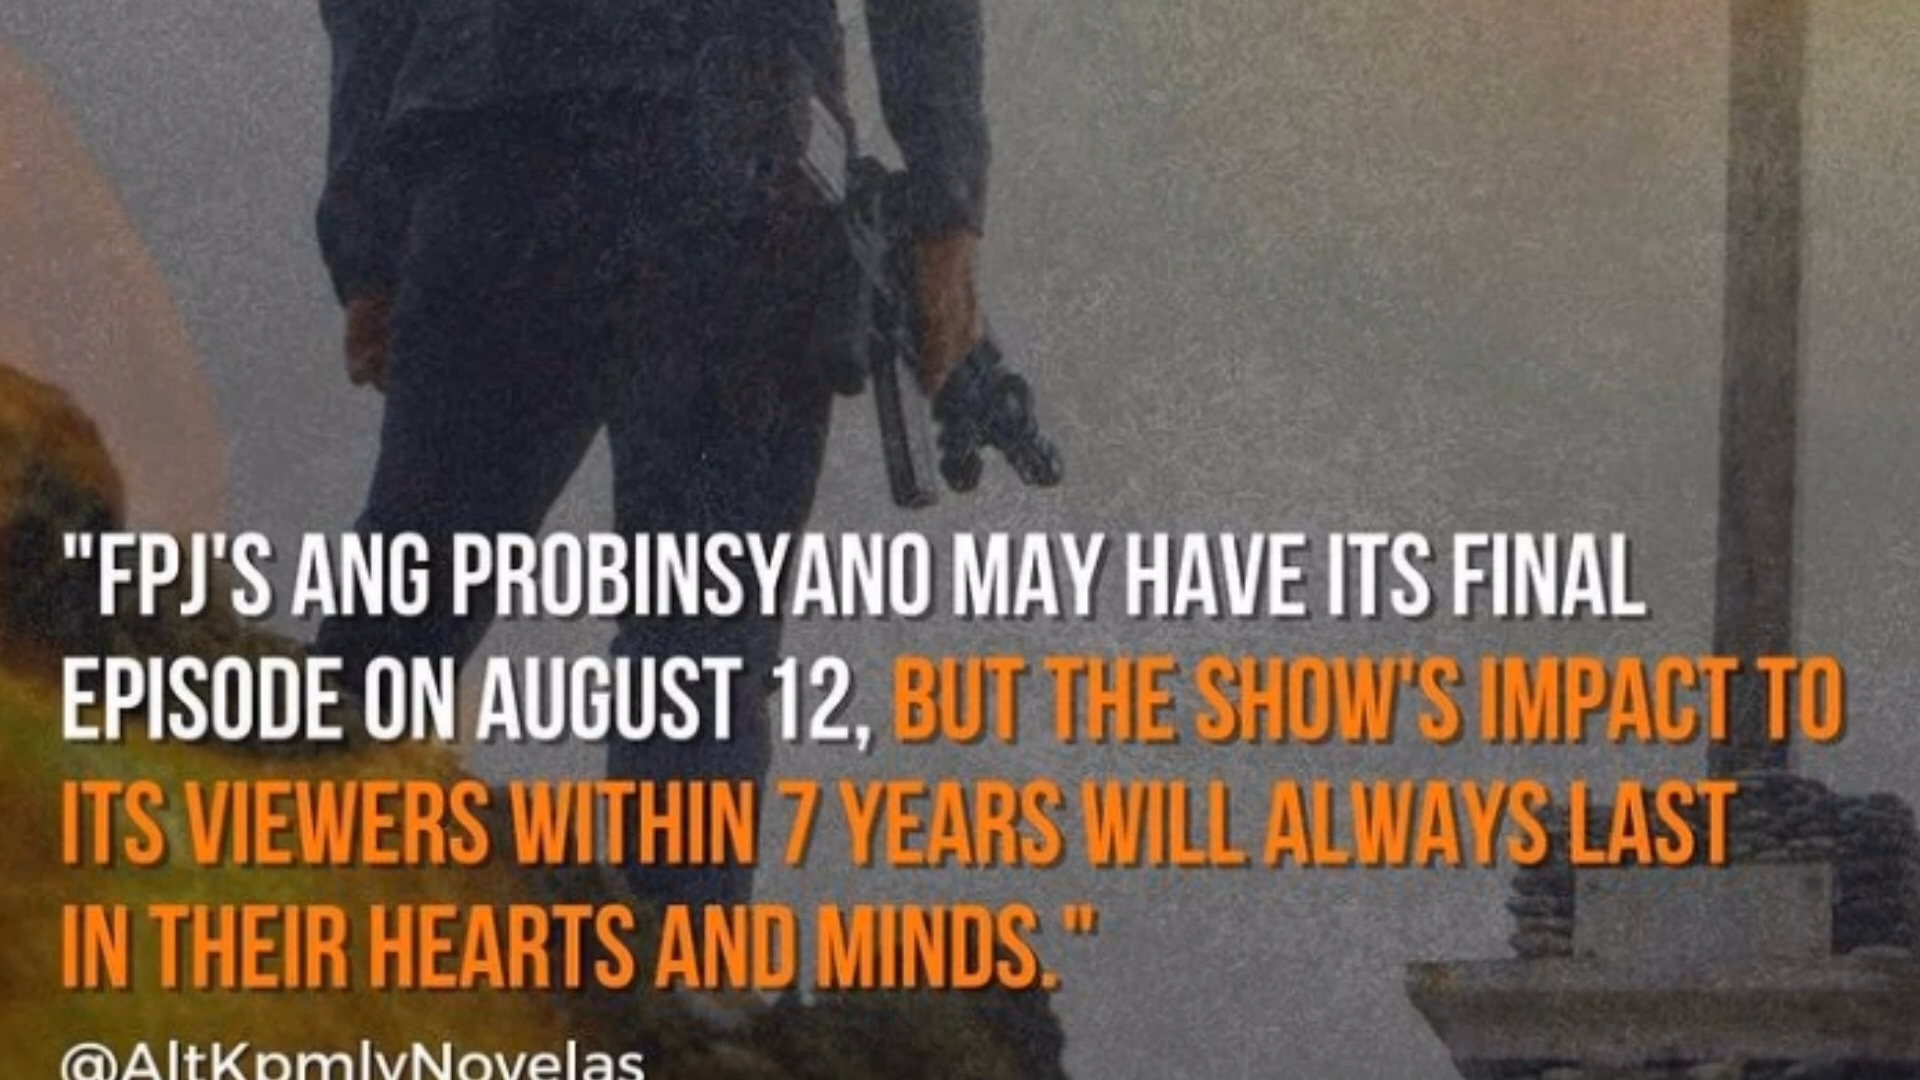 "FPJ'S ANG PROBINSYANO MAY HAVE ITS FINAL
EPISODE ON AUGUST 12, BUT THE SHOW'S IMPACT TO
ITS VIEWERS WITHIN 7 YEARS WILL ALWAYS LAST
IN THEIR HEARTS AND MINDS."
@AltKpmlyNovelas